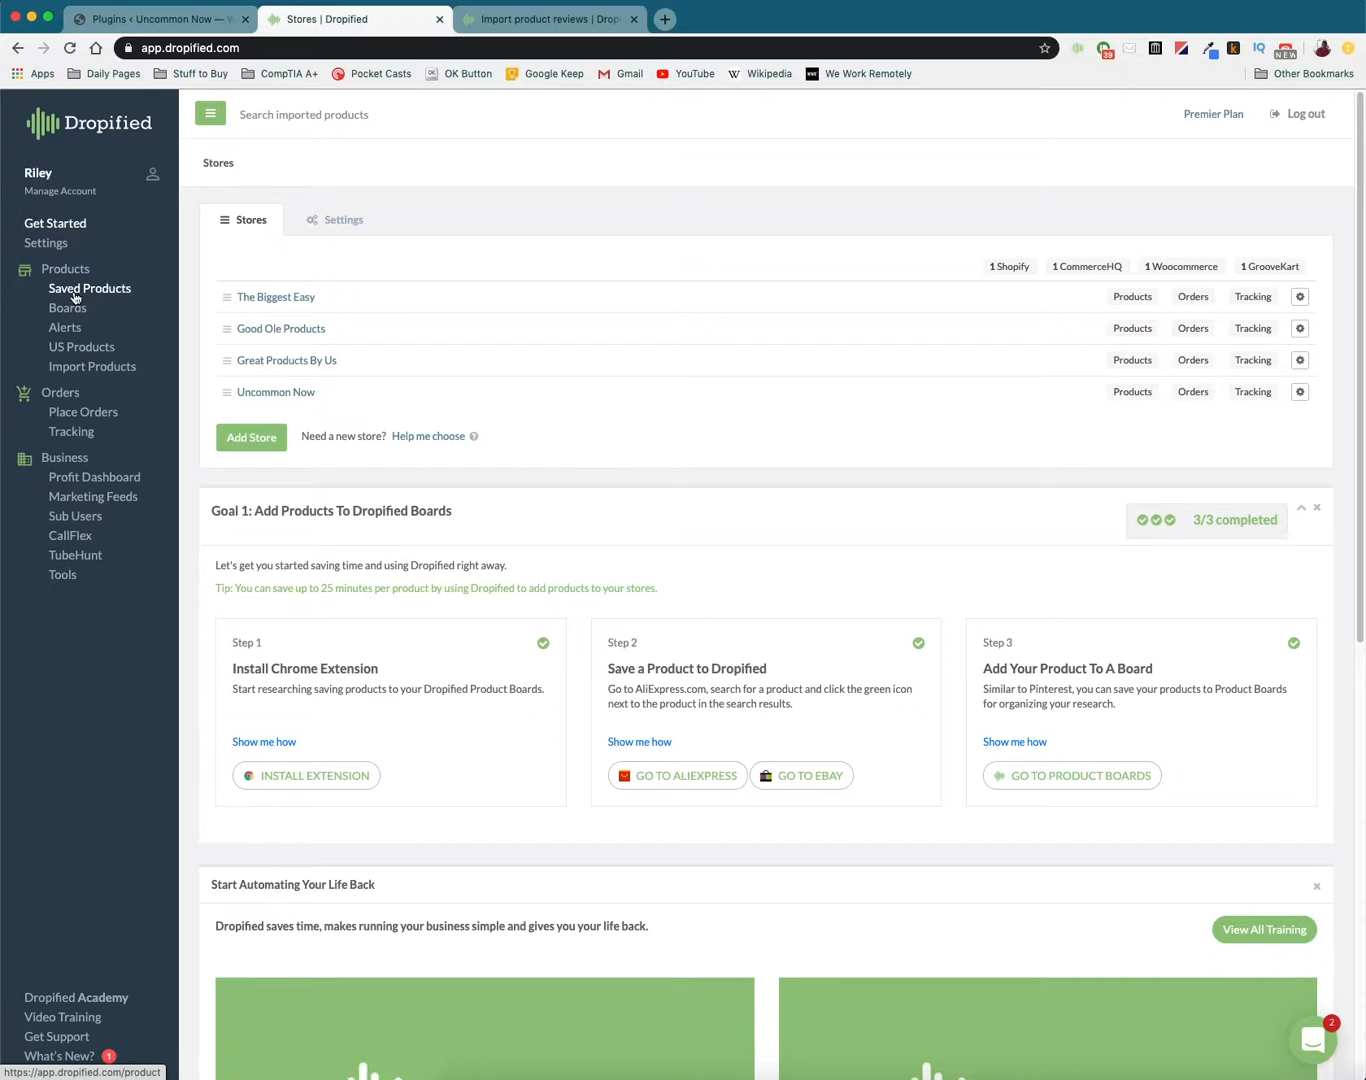 Plugins ‹ Uncommon Now — W
Stores | Dropified
Import product reviews | Drop
app.dropified.com
39
IQ
NEW
Apps
Daily Pages
Stuff to Buy
CompTIA A+
Pocket Casts
OK Button
Google Keep
Gmail
YouTube
Wikipedia
We Work Remotely
Other Bookmarks
Dropified
Search imported products
Premier Plan
Log out
Riley
Manage Account
Get Started
Settings
Products
Saved Products
Boards
Alerts
US Products
Import Products
Orders
Place Orders
Tracking
Business
Profit Dashboard
Marketing Feeds
Sub Users
CallFlex
TubeHunt
Tools
Dropified Academy
Video Training
Get Support
What's New? 1
https://app.dropified.com/product
Stores
Stores
Settings
1 Shopify 1 CommerceHQ 1 Woocommerce 1 GrooveKart
The Biggest Easy Products Orders Tracking
Good Ole Products Products Orders Tracking
Great Products By Us Products Orders Tracking
Uncommon Now Products Orders Tracking
Add Store Need a new store? Help me choose
Goal 1: Add Products To Dropified Boards
3/3 completed
Let's get you started saving time and using Dropified right away.
Tip: You can save up to 25 minutes per product by using Dropified to add products to your stores.
Step 1
Install Chrome Extension
Start researching saving products to your Dropified Product Boards.
Show me how
INSTALL EXTENSION
Step 2
Save a Product to Dropified
Go to AliExpress.com, search for a product and click the green icon
next to the product in the search results.
Show me how
GO TO ALIEXPRESS
GO TO EBAY
Step 3
Add Your Product To A Board
Similar to Pinterest, you can save your products to Product Boards
for organizing your research.
Show me how
GO TO PRODUCT BOARDS
Start Automating Your Life Back
Dropified saves time, makes running your business simple and gives you your life back.
View All Training
2